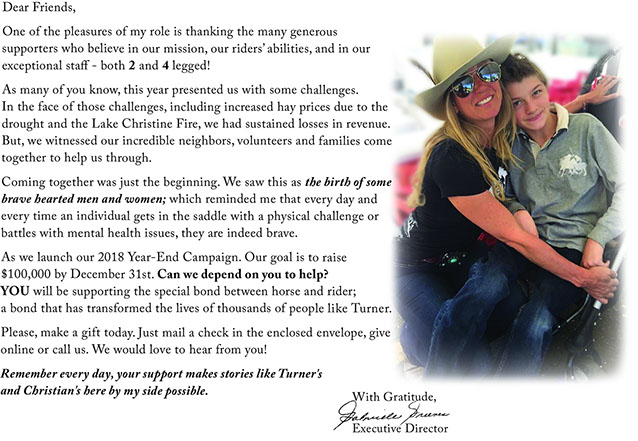 Dear Friends,
One of the pleasures of my role is thanking the many generous
supporters who believe in our mission, our riders' abilities, and in our
exceptional staff - both 2 and 4 legged!
As many of you know, this year presented us with some challenges.
In the face of those challenges, including increased hay prices due to the
drought and the Lake Christine Fire, we had sustained losses in revenue.
But, we witnessed our incredible neighbors, volunteers and families come
together to help us through.
Coming together was just the beginning. We saw this as the birth of some
brave hearted men and women; which reminded me that every day and
every time an individual gets in the saddle with a physical challenge or
battles with mental health issues, they are indeed brave.
As we launch our 2018 Year-End Campaign. Our goal is to raise
$100,000 by December 31st. Can we depend on you to help?
YOU will be supporting the special bond between horse and rider;
a bond that has transformed the lives of thousands of people like Turner.
Please, make a gift today. Just mail a check in the enclosed envelope, give
online or call us. We would love to hear from you!
Remember every day, your support makes stories like Turner's
and Christian's here by my side possible.
With Gratitude,
Executive Director